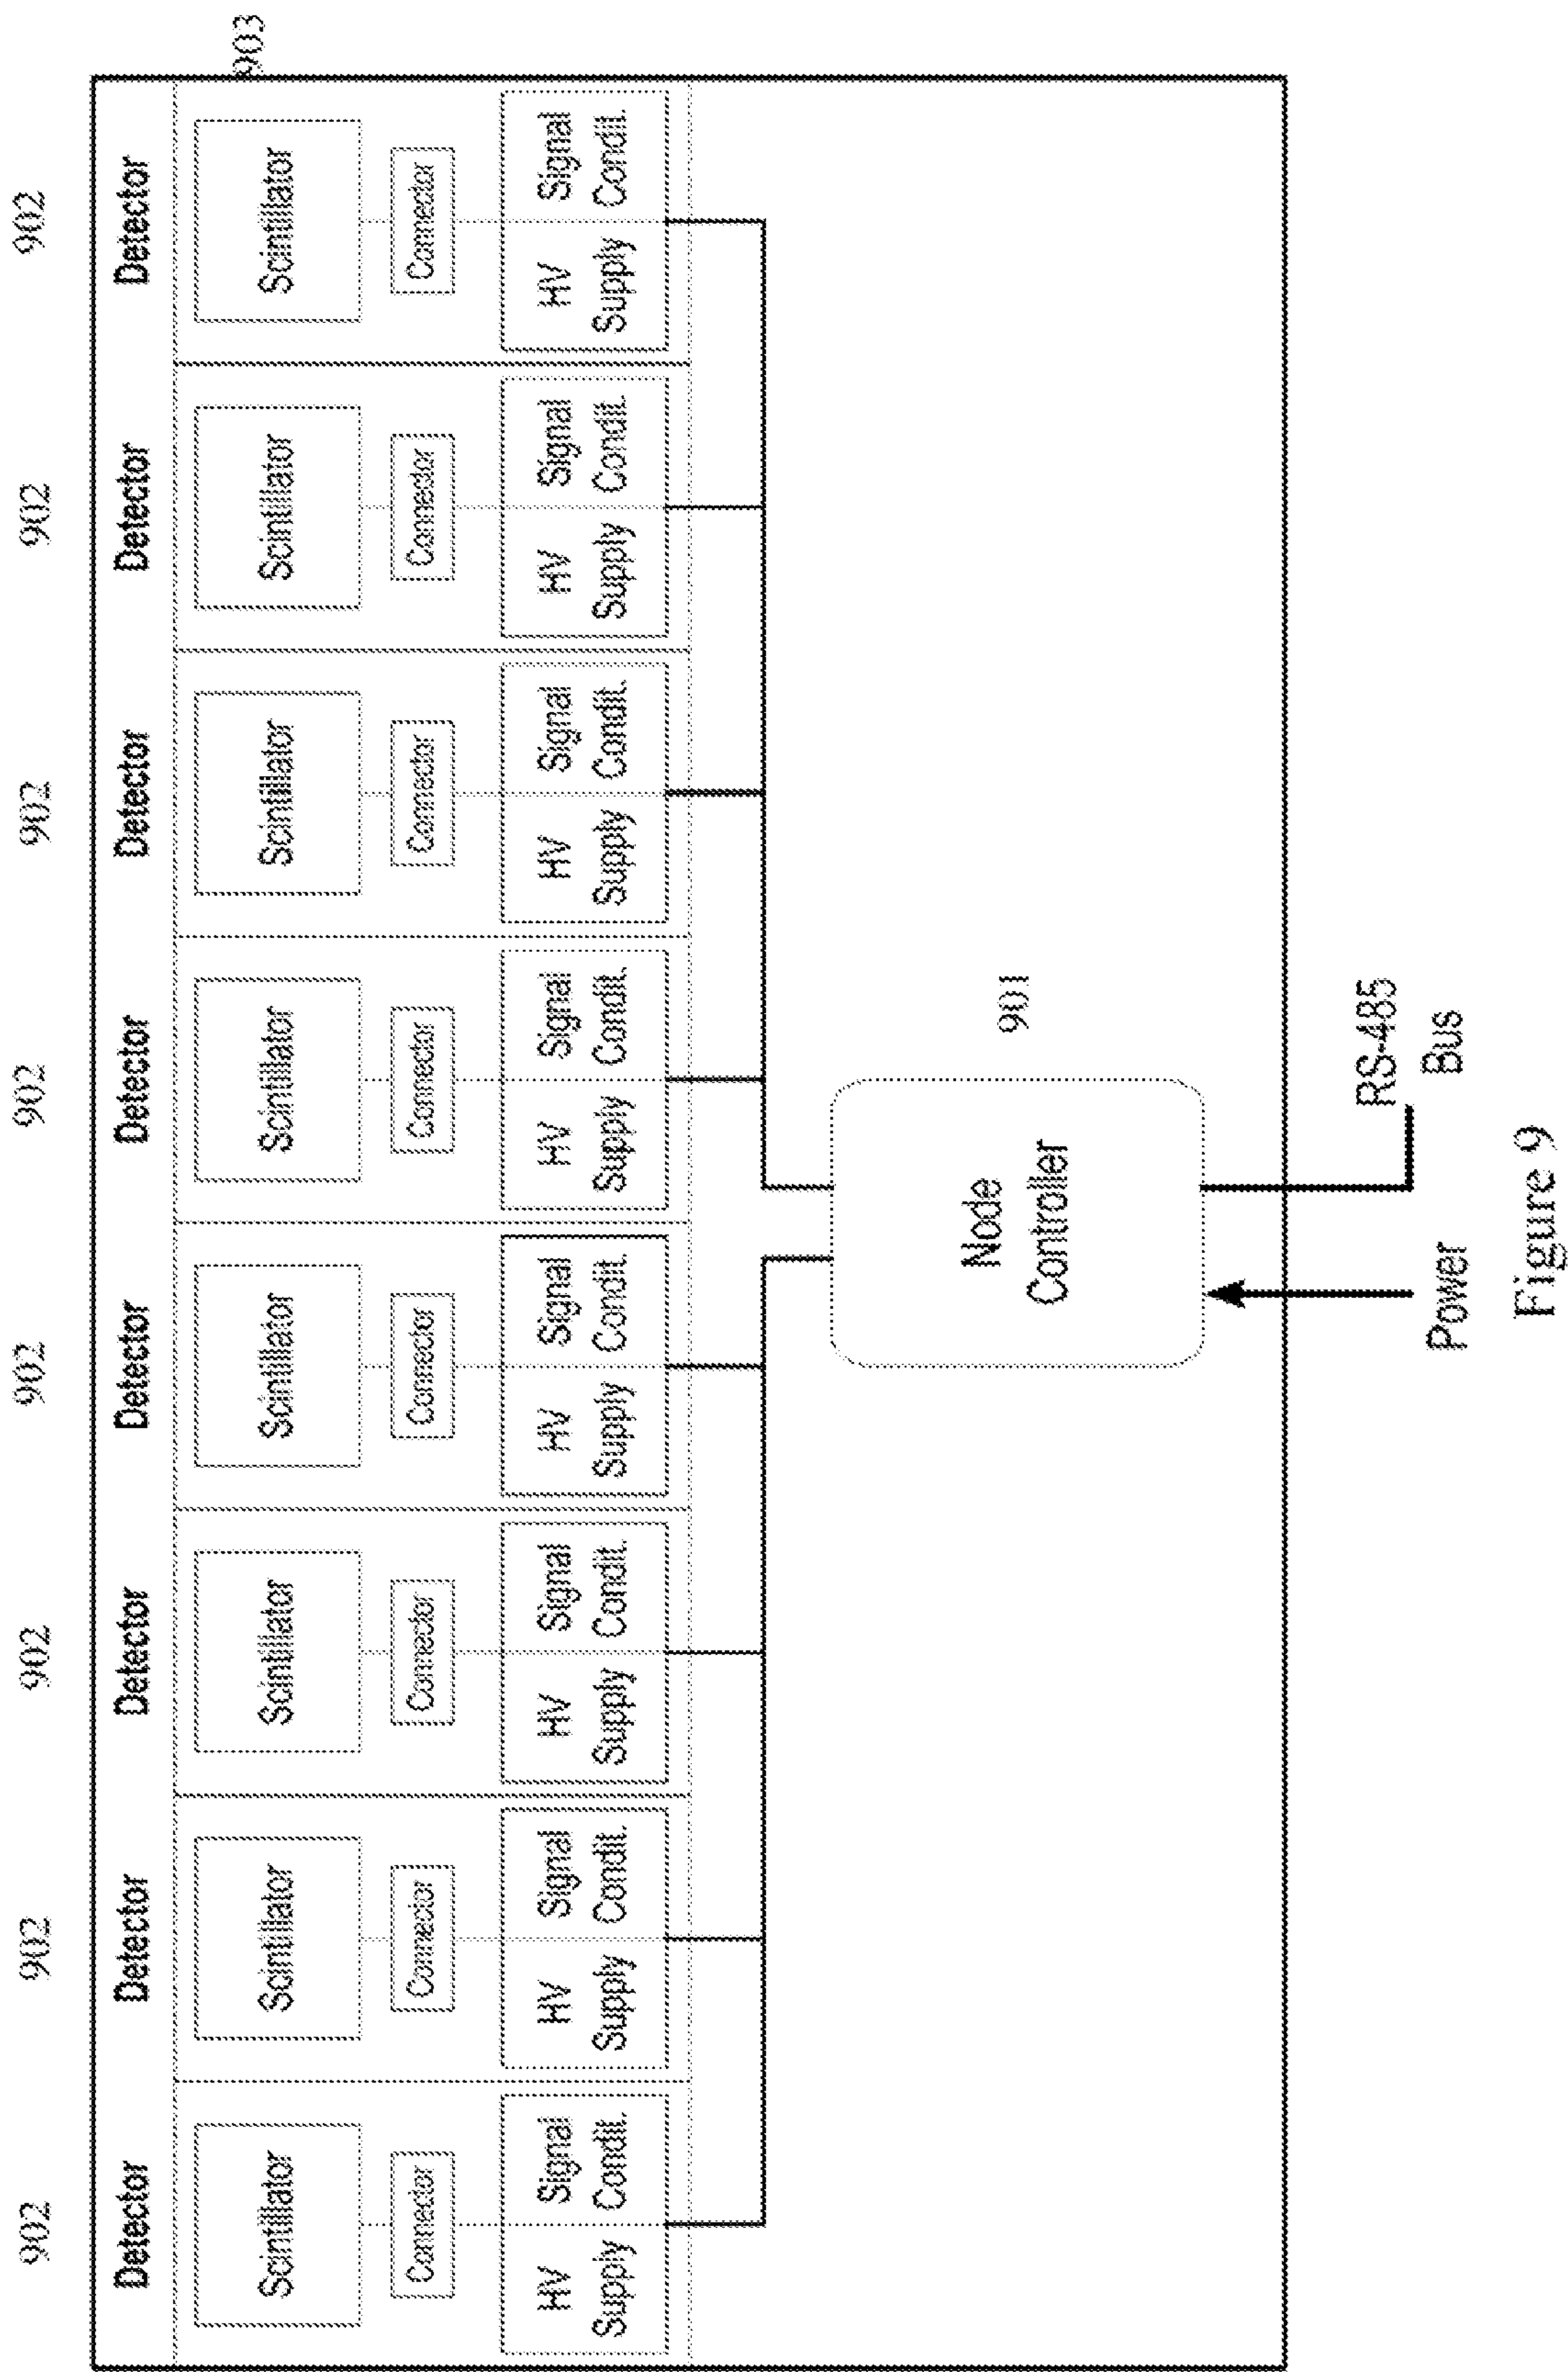 902 902 902 902 902 902 902 902
Detector Detector Detector Detector Detector Detector Detector Detector
903
Scintillator Scintillator Scintillator Scintillator Scintillator Scintillator Scintillator Scintillator
Connector Connector Connector Connector Connector Connector Connector Connector
HV Signal HV Signal HV Signal HV Signal HV Signal HV Signal HV Signal HV Signal
Supply Condit. Supply Condit. Supply Condit. Supply Condit. Supply Condit. Supply Condit. Supply Condit. Supply Condit.
Node
Controller
901
Power
RS-485
Bus
Figure 9